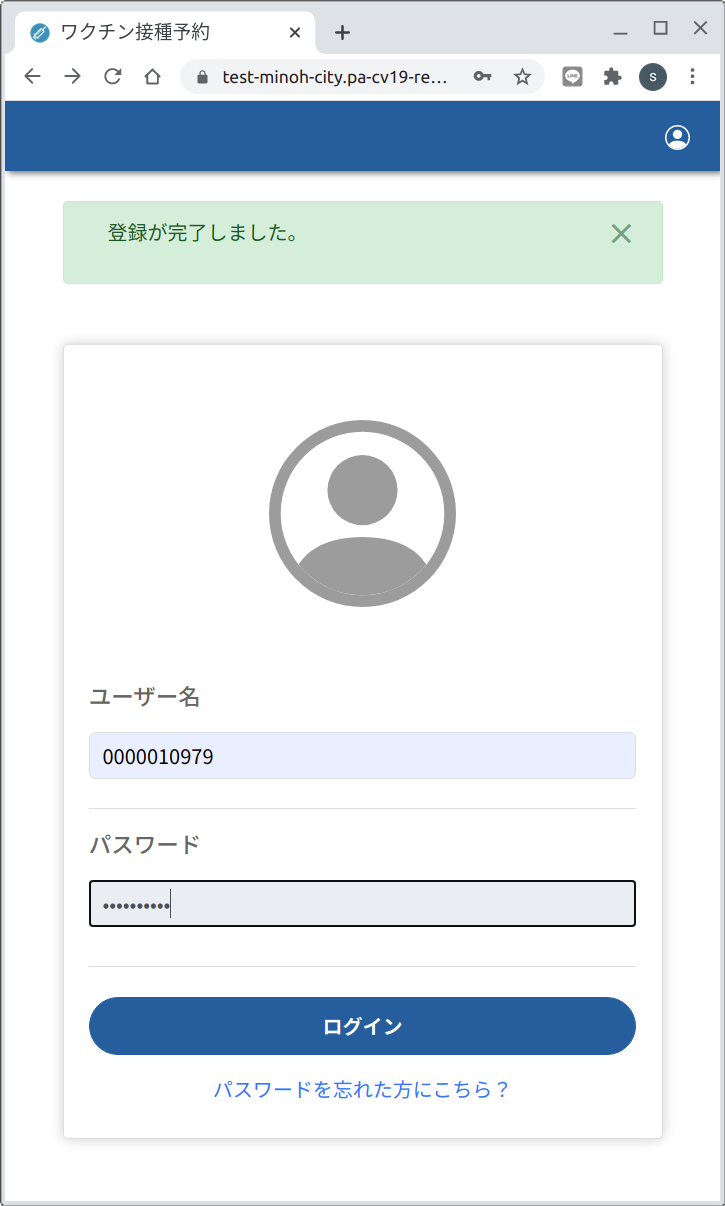 ワクチン接種予約
test-minoh-city.pa-cv19-re...
S
LINE
登録が完了しました。
ユーザー名
0000010979
パスワード
••••••••••
ログイン
パスワードを忘れた方にこちら？